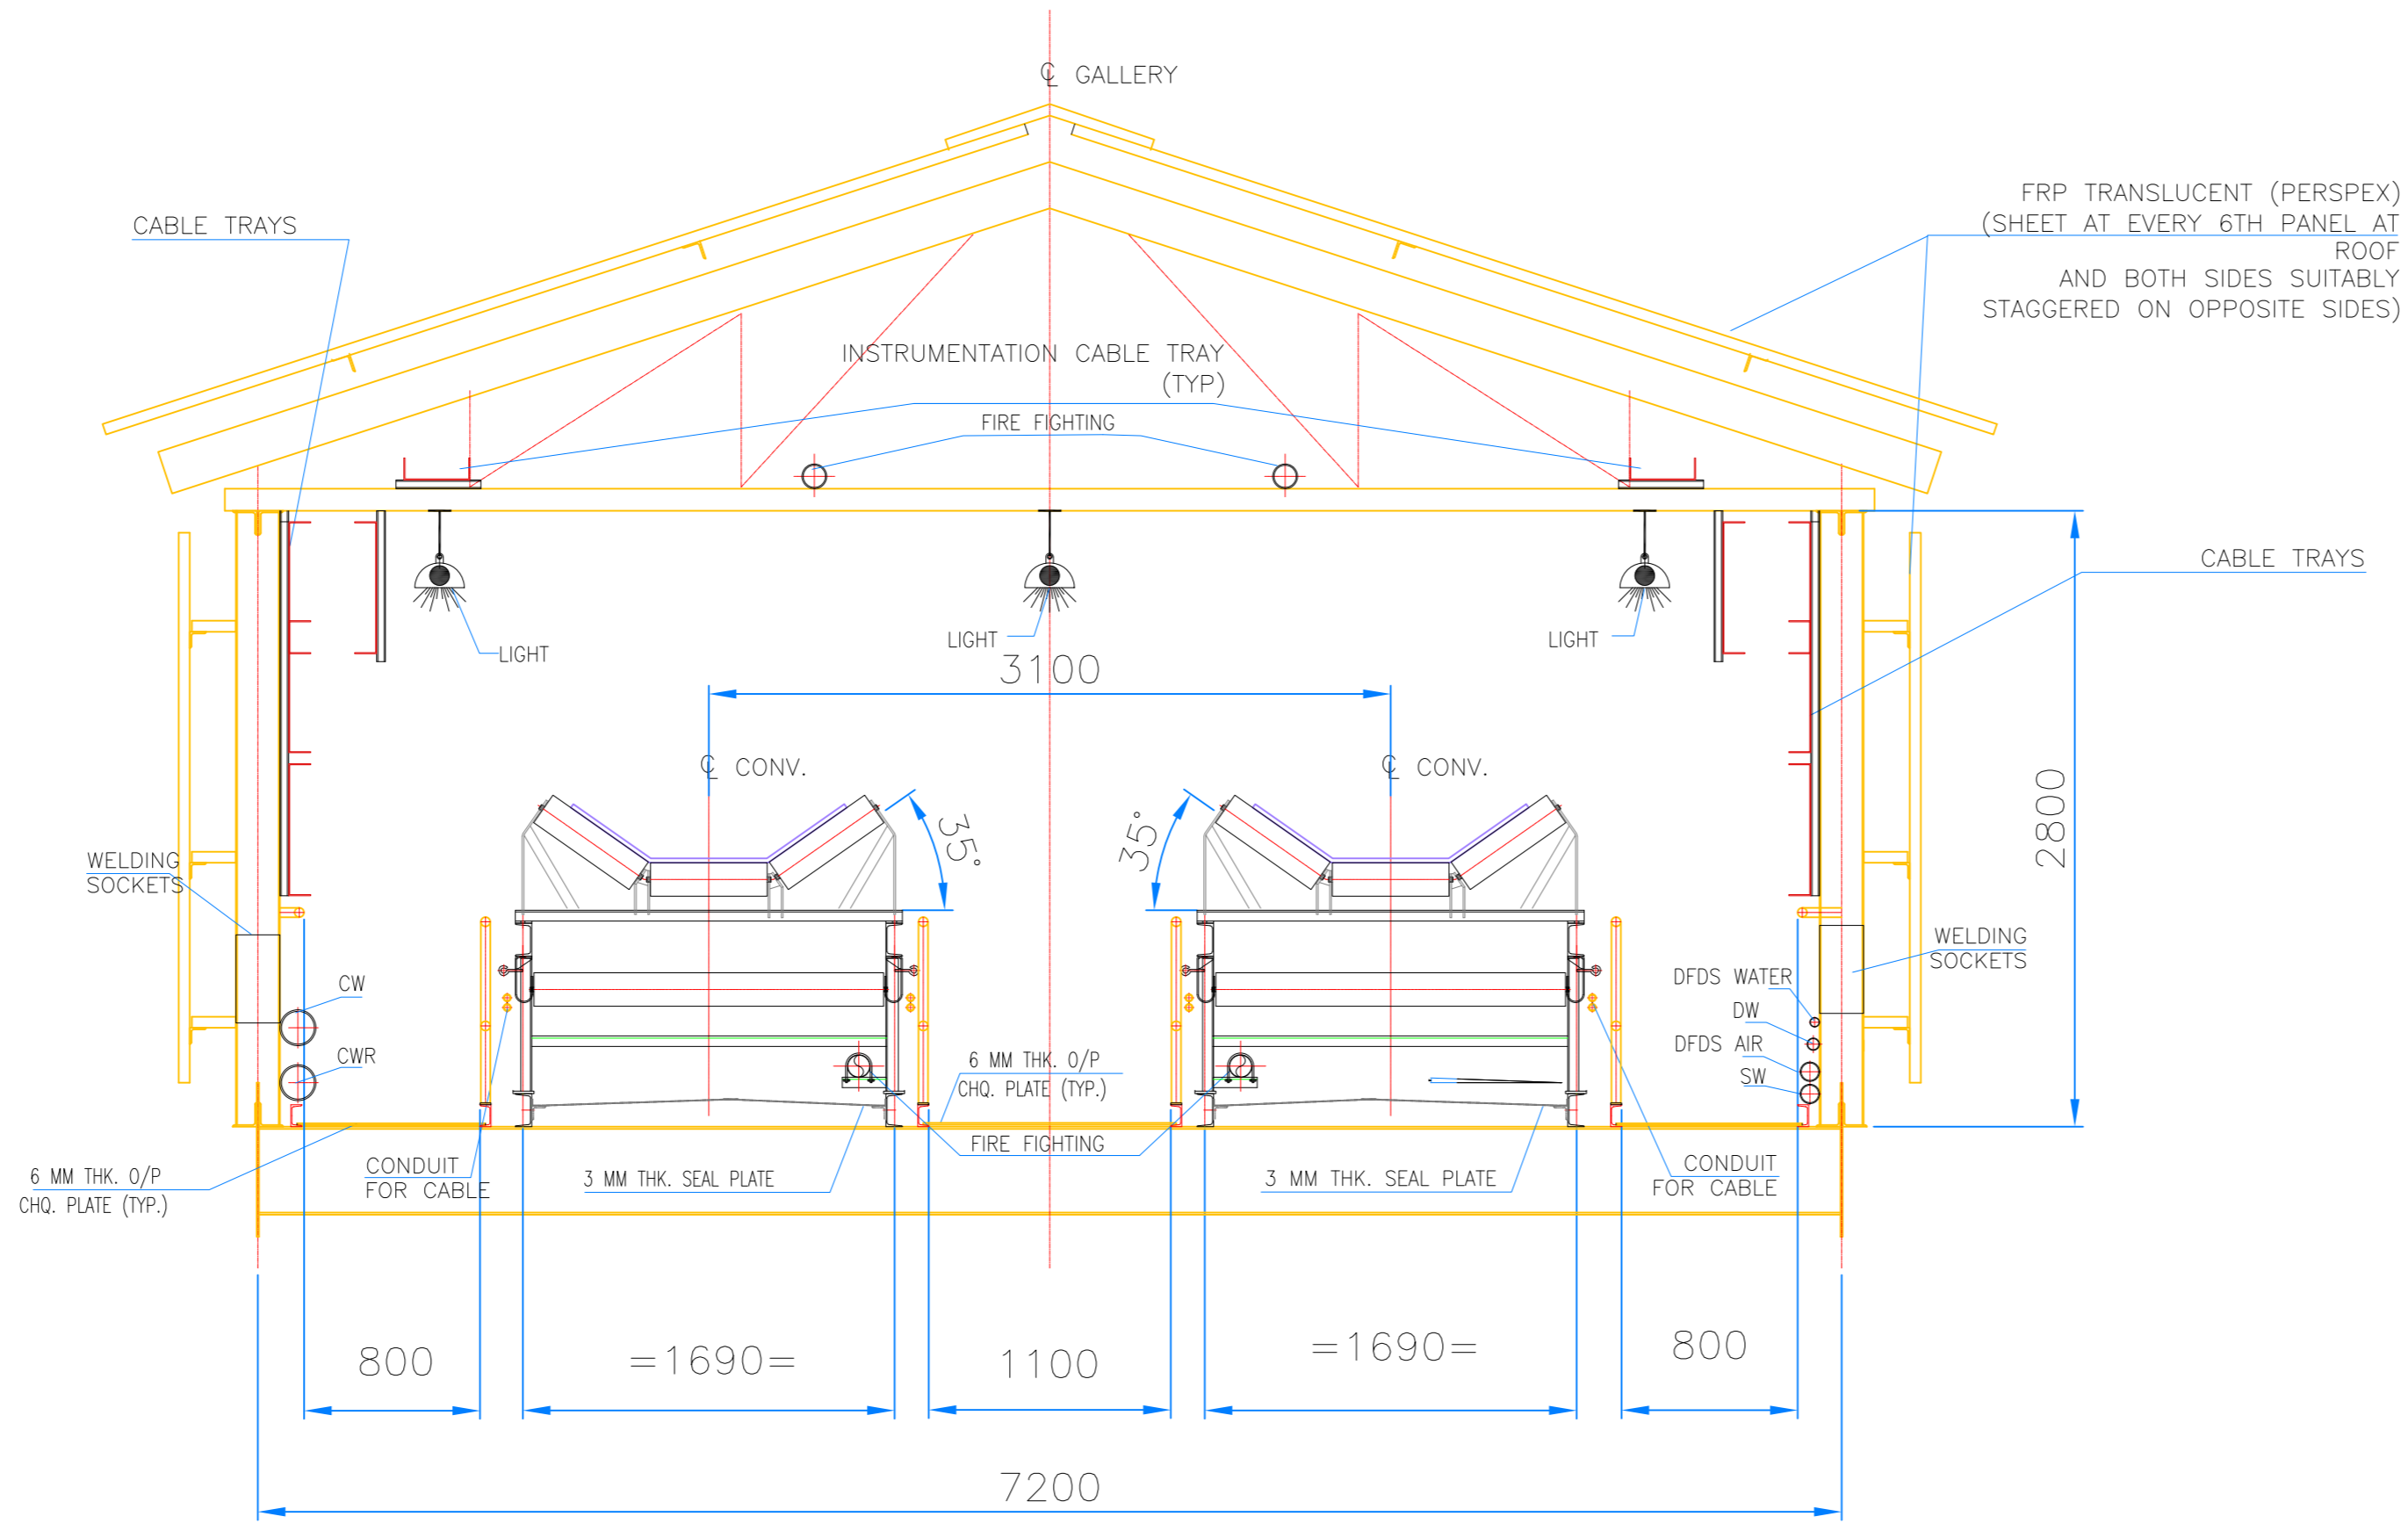 ℄ GALLERY
CABLE TRAYS
FRP TRANSLUCENT (PERSPEX)
(SHEET AT EVERY 6TH PANEL AT
ROOF
AND BOTH SIDES SUITABLY
STAGGERED ON OPPOSITE SIDES)
INSTRUMENTATION CABLE TRAY
(TYP)
FIRE FIGHTING
CABLE TRAYS
LIGHT
LIGHT
LIGHT
3100
℄ CONV.
℄ CONV.
35°
35°
2800
WELDING
SOCKETS
WELDING
SOCKETS
CW
CWR
DFDS WATER
DW
DFDS AIR
SW
6 MM THK. O/P
CHQ. PLATE (TYP.)
FIRE FIGHTING
6 MM THK. O/P
CHQ. PLATE (TYP.)
CONDUIT
FOR CABLE
3 MM THK. SEAL PLATE
3 MM THK. SEAL PLATE
CONDUIT
FOR CABLE
800
=1690=
1100
=1690=
800
7200